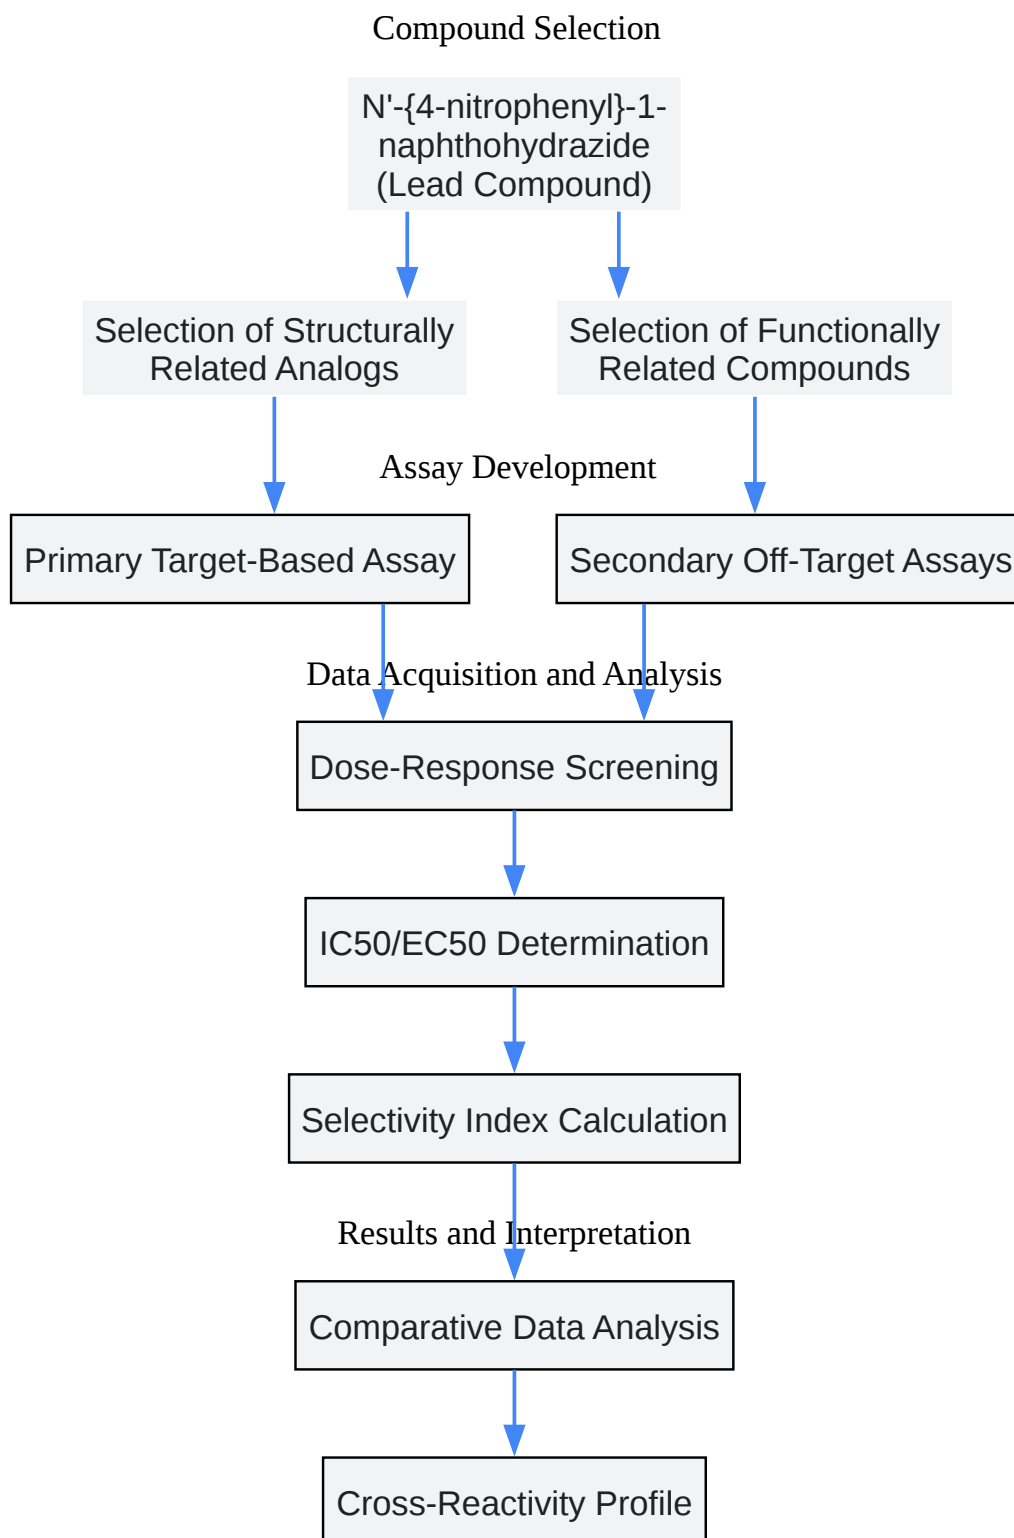 Compound Selection
N'-{4-nitrophenyl}-1-
naphthohydrazide
(Lead Compound)
Selection of Structurally
Related Analogs
Selection of Functionally
Related Compounds
Assay Development
Primary Target-Based Assay
Secondary Off-Target Assays
Data Acquisition and Analysis
Dose-Response Screening
IC50/EC50 Determination
Selectivity Index Calculation
Results and Interpretation
Comparative Data Analysis
Cross-Reactivity Profile